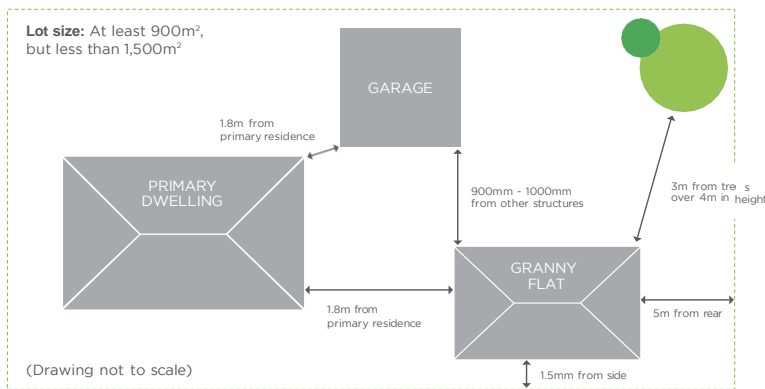 Lot size: At least 900m²,
but less than 1,500m²
GARAGE
1.8m from
primary residence
PRIMARY
DWELLING
900mm - 1000mm
from other structures
3m from tre s
over 4m in height
GRANNY
FLAT
1.8m from
primary residence
5m from rear
1.5mm from side
(Drawing not to scale)